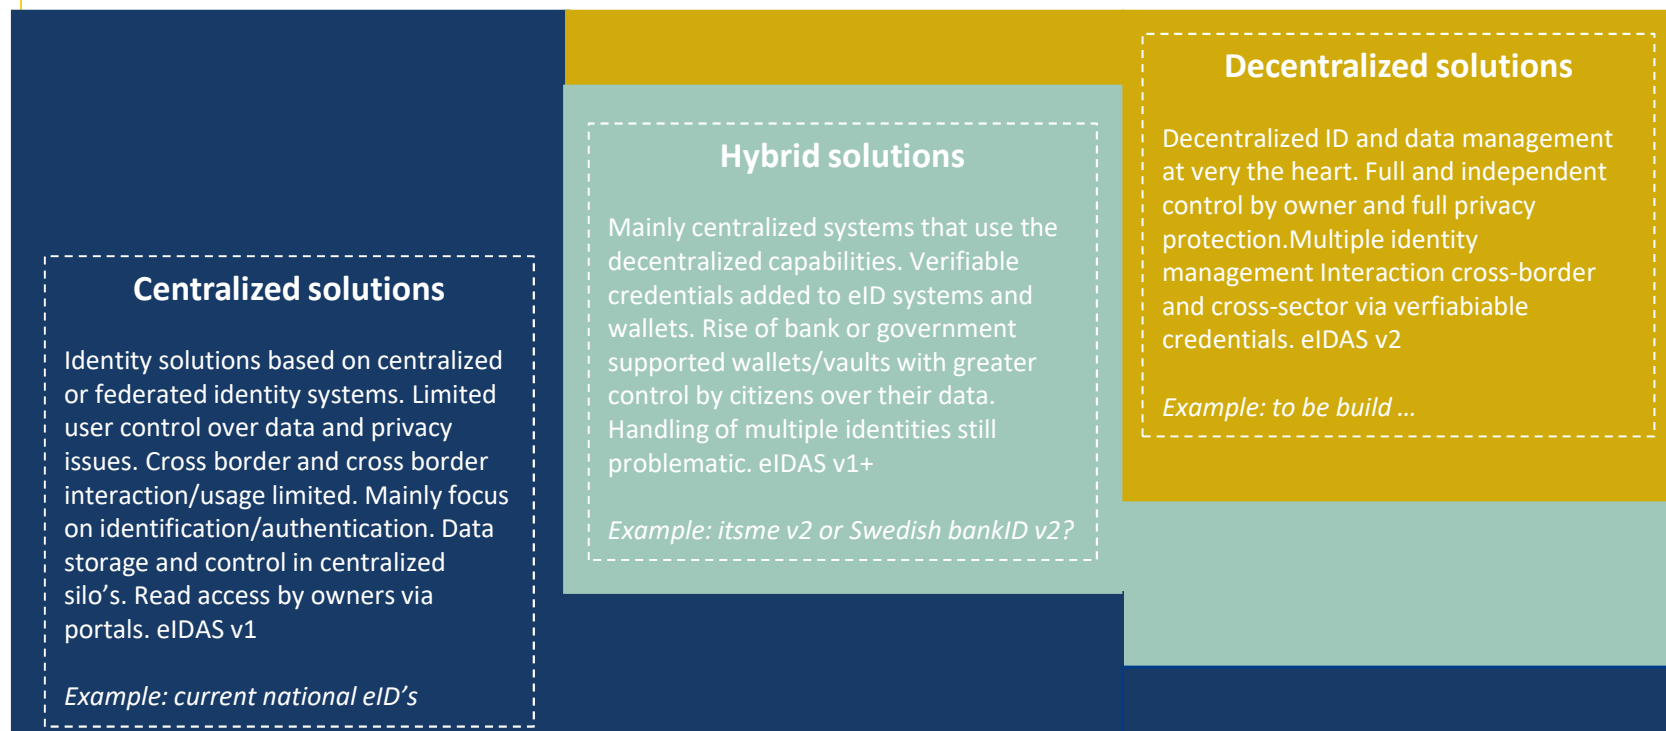 Centralized solutions
Identity solutions based on centralized
or federated identity systems. Limited
user control over data and privacy
issues. Cross border and cross border
interaction/usage limited. Mainly focus
on identification/authentication. Data
storage and control in centralized
silo’s. Read access by owners via
portals. eIDAS v1
Example: current national eID’s
Hybrid solutions
Mainly centralized systems that use the
decentralized capabilities. Verifiable
credentials added to eID systems and
wallets. Rise of bank or government
supported wallets/vaults with greater
control by citizens over their data.
Handling of multiple identities still
problematic. eIDAS v1+
Example: itsme v2 or Swedish bankID v2?
Decentralized solutions
Decentralized ID and data management
at very the heart. Full and independent
control by owner and full privacy
protection.Multiple identity
management Interaction cross-border
and cross-sector via verfiabiable
credentials. eIDAS v2
Example: to be build …